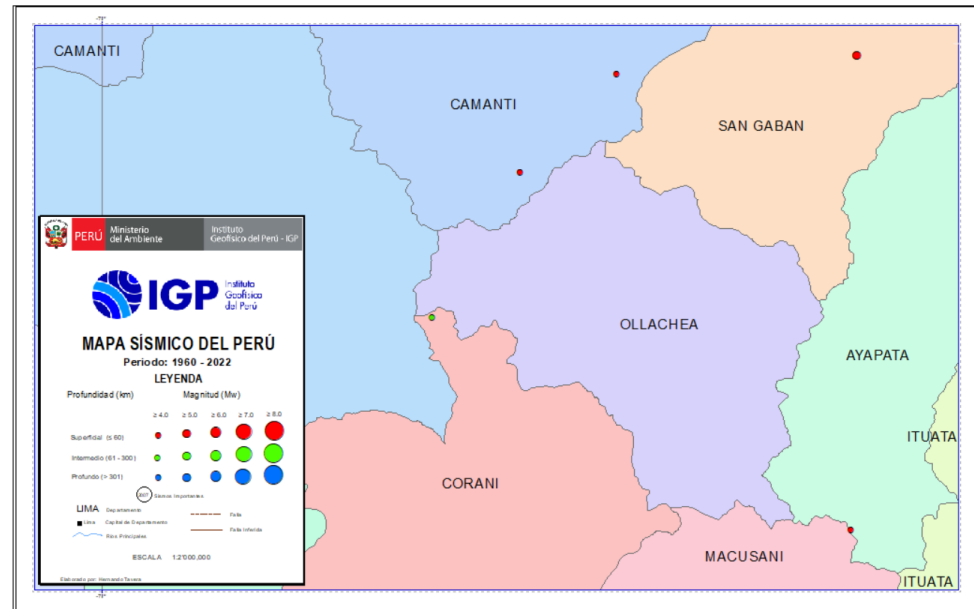 -71°
CAMANTI
CAMANTI
SAN GABAN
OLLACHEA
AYAPATA
ITUATA
CORANI
MACUSANI
ITUATA
PERÚ
Ministerio
del Ambiente
Instituto
Geofísico del Perú - IGP
IGP
Instituto
Geofísico
del Perú
MAPA SÍSMICO DEL PERÚ
Periodo: 1960 - 2022
LEYENDA
Profundidad (km) Magnitud (Mw)
≥ 4.0 ≥ 5.0 ≥ 6.0 ≥ 7.0 ≥ 8.0
Superficial (≤ 60)
Intermedio (61 - 300)
Profundo (> 301)
Sismos Importantes
LIMA Departamento
Falla
Lima Capital de Departamento
Falla Inferida
Rios Principales
ESCALA 1:2'000,000
Elaborado por: Hernando Tavera
-71°